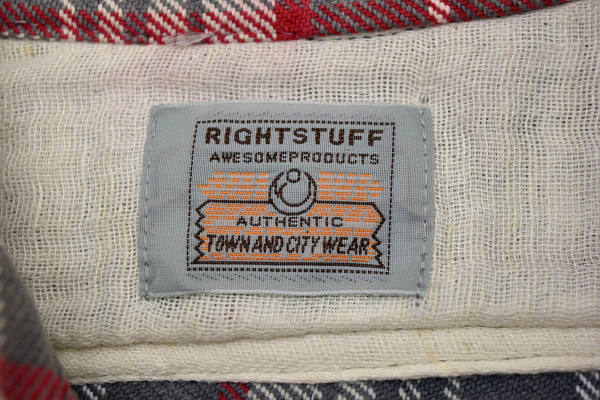 RIGHTSTUFF
AWESOMEPRODUCTS
AUTHENTIC
TOWN AND CITY WEAR